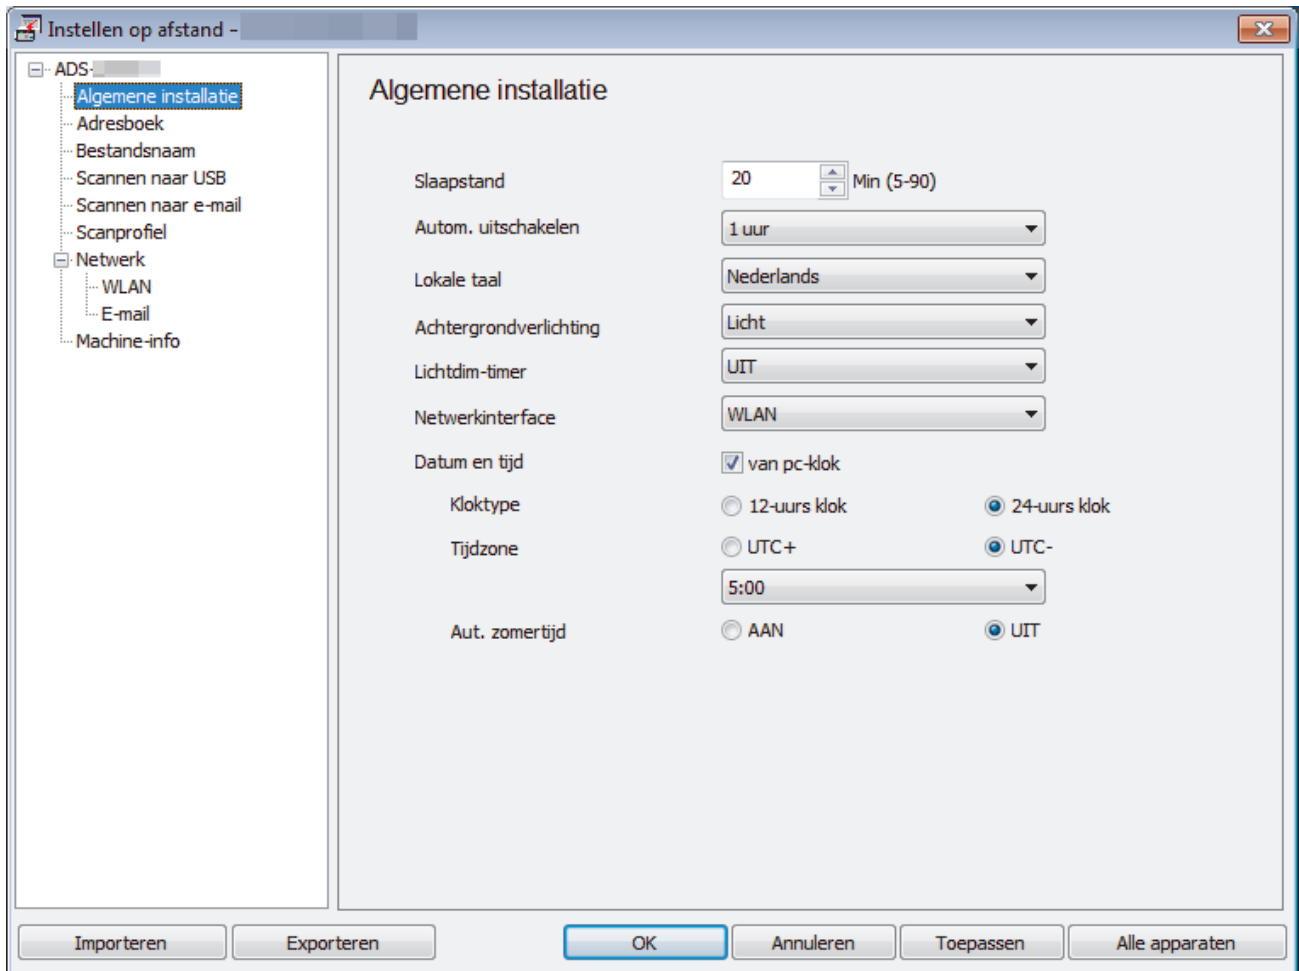 Instellen op afstand -
ADS-
Algemene installatie
Adresboek
Bestandsnaam
Scannen naar USB
Scannen naar e-mail
Scanprofiel
Netwerk
WLAN
E-mail
Machine-info
Algemene installatie
Slaapstand 20 Min (5-90)
Autom. uitschakelen 1 uur
Lokale taal Nederlands
Achtergrondverlichting Licht
Lichtdim-timer UIT
Netwerkinterface WLAN
Datum en tijd van pc-klok
Kloktype 12-uurs klok 24-uurs klok
Tijdzone UTC+ UTC-
5:00
Aut. zomertijd AAN UIT
Importeren Exporteren OK Annuleren Toepassen Alle apparaten